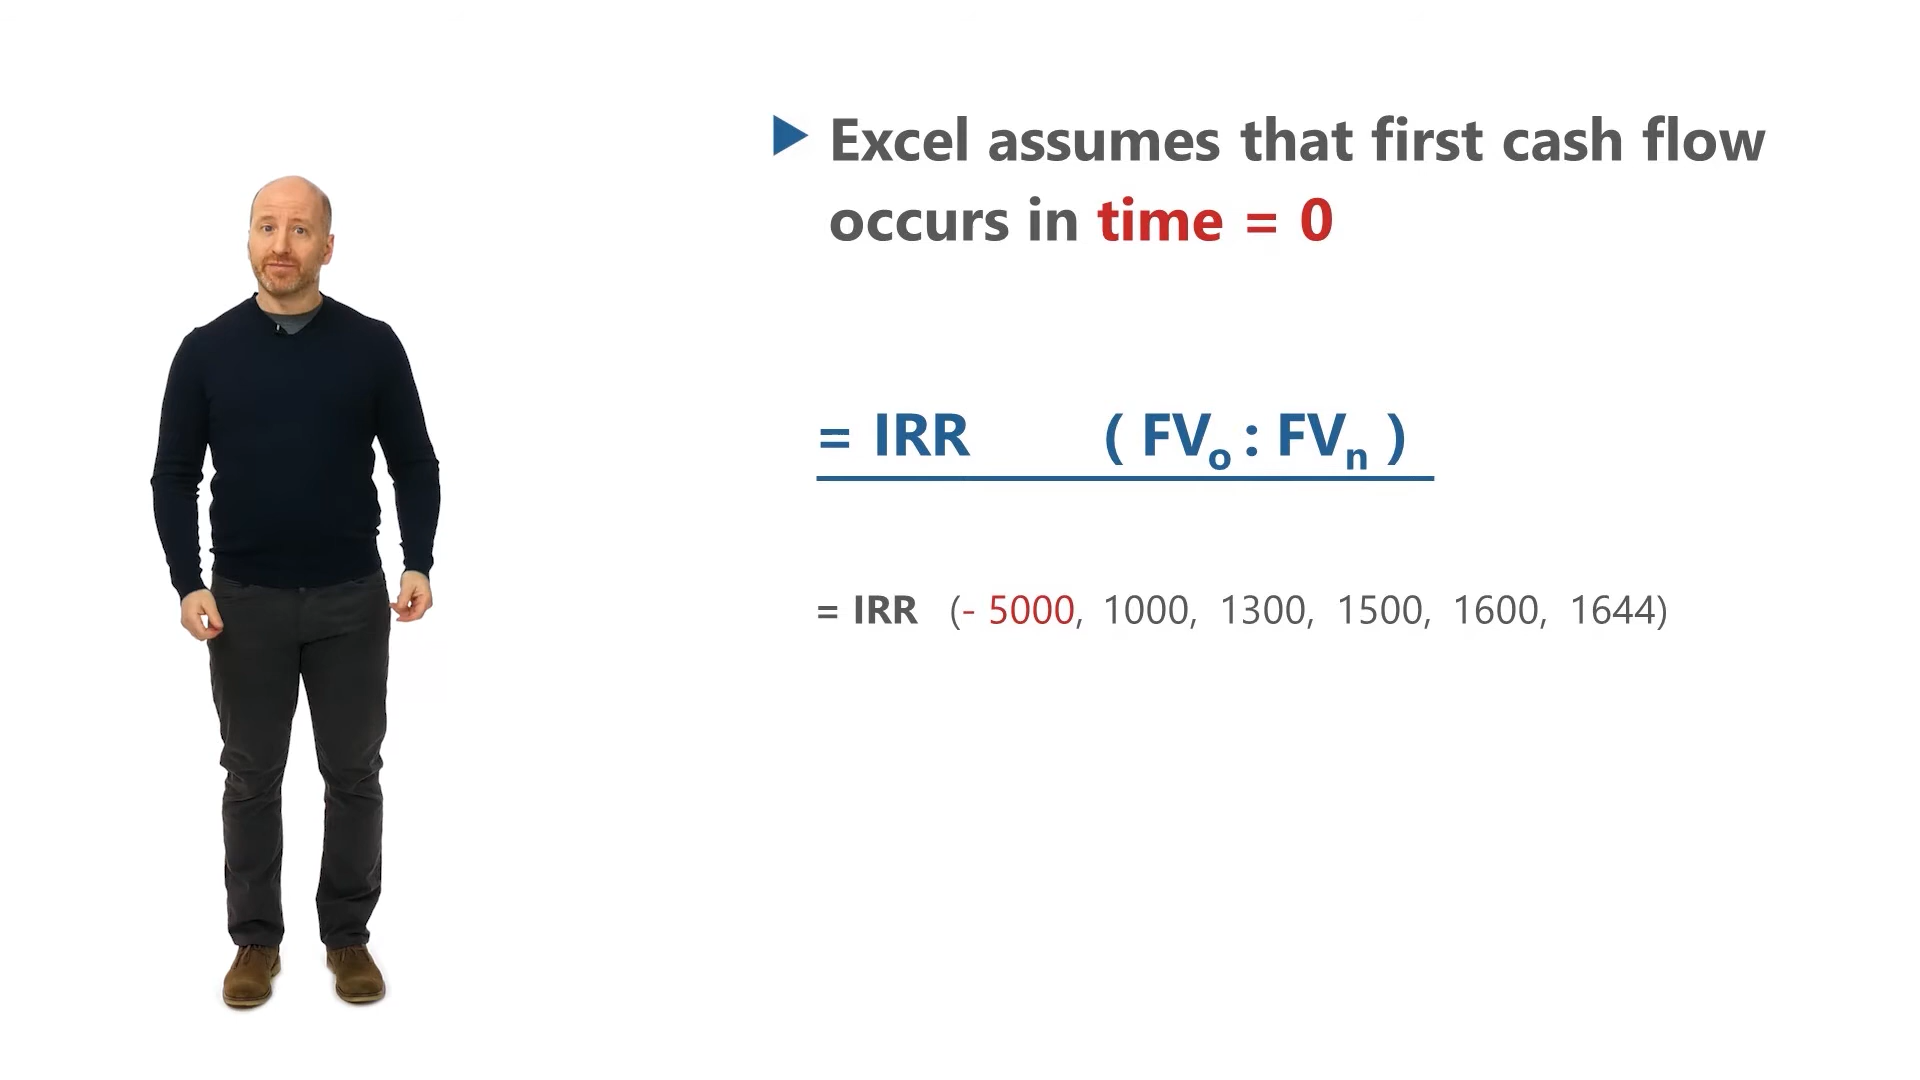 Excel assumes that first cash flow
occurs in time = 0
= IRR ( FVo : FVn )
= IRR (- 5000, 1000, 1300, 1500, 1600, 1644)